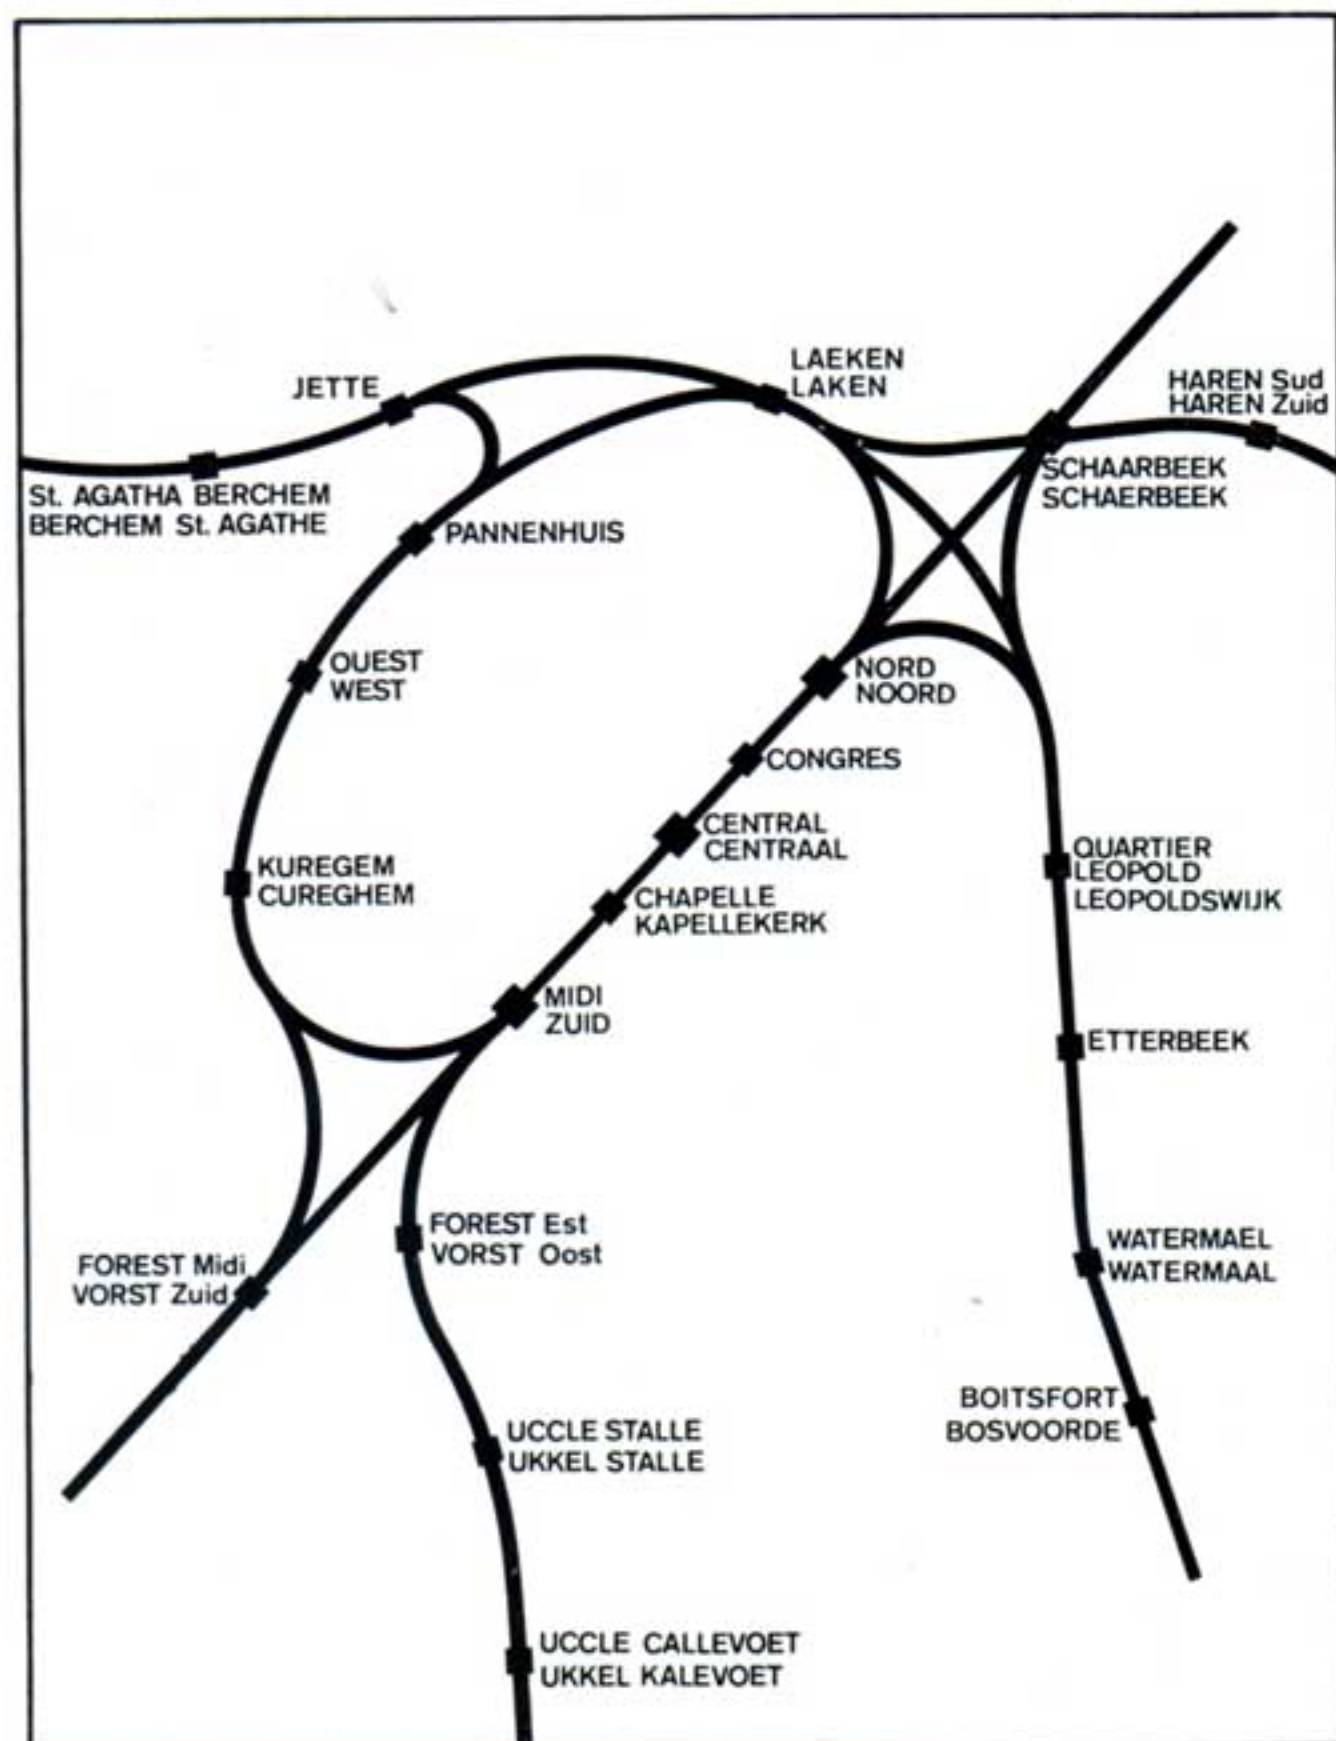 LAEKEN
LAKEN
JETTE
HAREN Sud
HAREN Zuid
SCHAARBEEK
SCHAERBEEK
St. AGATHA BERCHEM
BERCHEM St. AGATHE
PANNENHUIS
OUEST
WEST
NORD
NOORD
CONGRES
CENTRAL
CENTRAAL
QUARTIER
LEOPOLD
LEOPOLDSWIJK
KUREGEM
CUREGHEM
CHAPELLE
KAPELLEKERK
MIDI
ZUID
ETTERBEEK
FOREST Est
VORST Oost
WATERMAEL
WATERMAAL
FOREST Midi
VORST Zuid
BOITSFORT
BOSVOORDE
UCCLE STALLE
UKKEL STALLE
UCCLE CALLEVOET
UKKEL KALEVOET